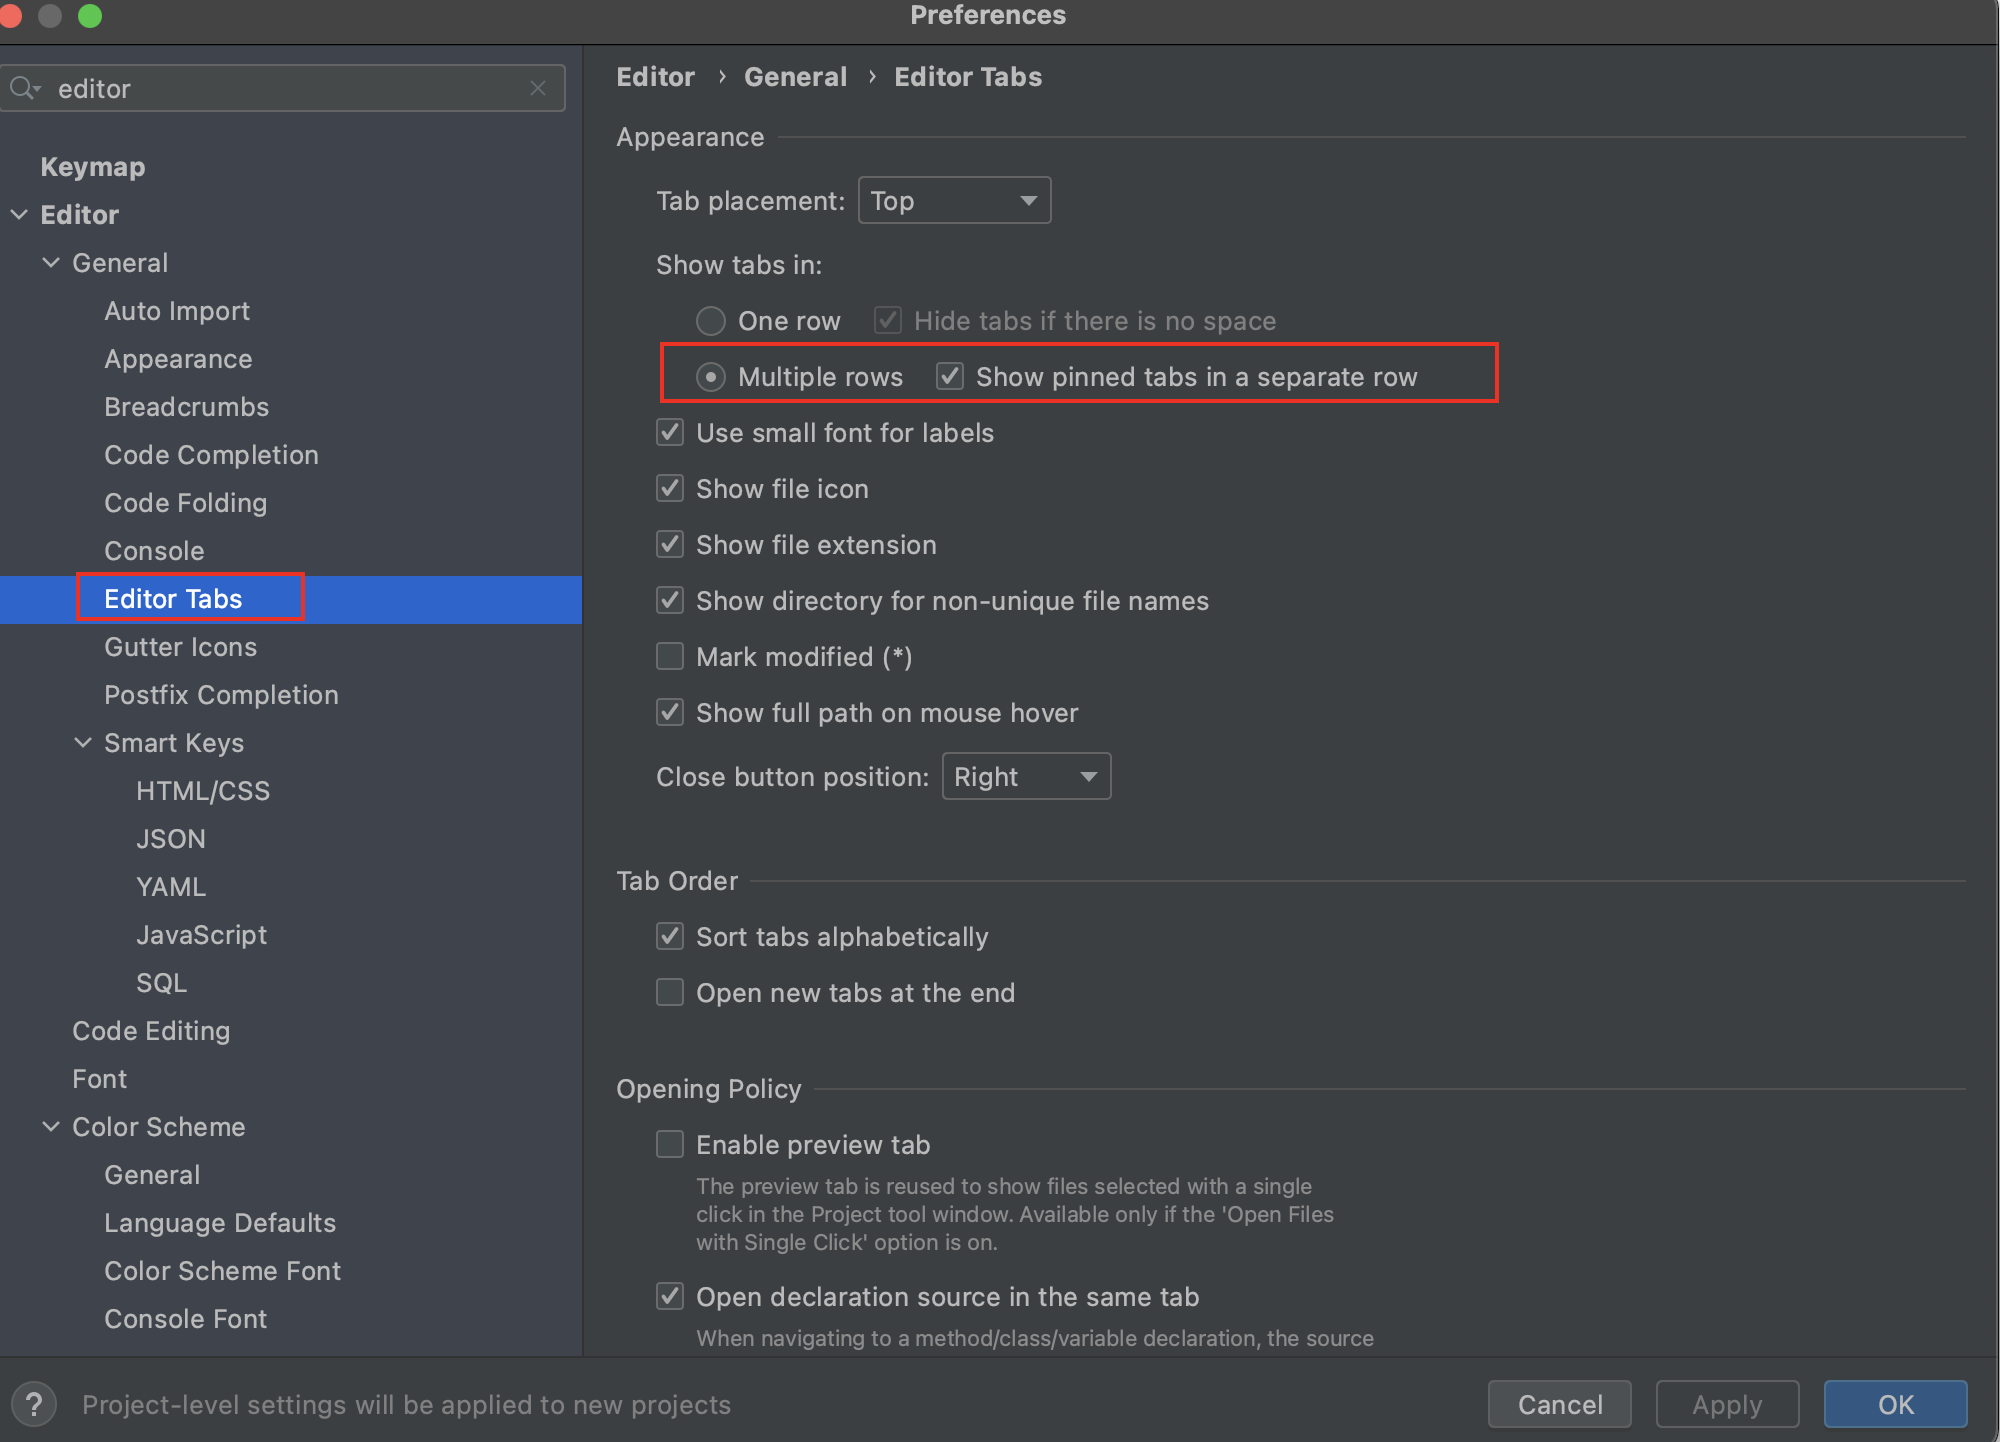 Preferences
editor
Keymap
Editor
General
Auto Import
Appearance
Breadcrumbs
Code Completion
Code Folding
Console
Editor Tabs
Gutter Icons
Postfix Completion
Smart Keys
HTML/CSS
JSON
YAML
JavaScript
SQL
Code Editing
Font
Color Scheme
General
Language Defaults
Color Scheme Font
Console Font
Editor › General › Editor Tabs
Appearance
Tab placement: Top
Show tabs in:
One row Hide tabs if there is no space
Multiple rows Show pinned tabs in a separate row
Use small font for labels
Show file icon
Show file extension
Show directory for non-unique file names
Mark modified (*)
Show full path on mouse hover
Close button position: Right
Tab Order
Sort tabs alphabetically
Open new tabs at the end
Opening Policy
Enable preview tab
The preview tab is reused to show files selected with a single
click in the Project tool window. Available only if the 'Open Files
with Single Click' option is on.
Open declaration source in the same tab
When navigating to a method/class/variable declaration, the source
? Project-level settings will be applied to new projects
Cancel Apply OK